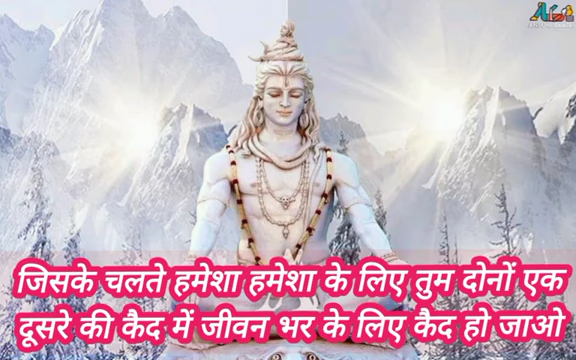 जिसके चलते हमेशा हमेशा के लिए तुम दोनों एक
दूसरे की कैद में जीवन भर के लिए कैद हो जाओ